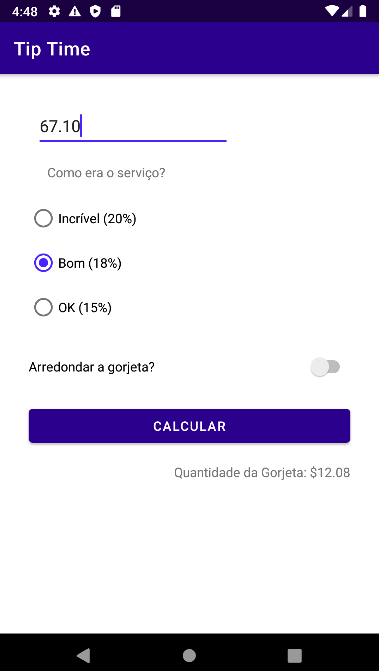 4:48
Tip Time
67.10
Como era o serviço?
Incrível (20%)
Bom (18%)
OK (15%)
Arredondar a gorjeta?
CALCULAR
Quantidade da Gorjeta: $12.08